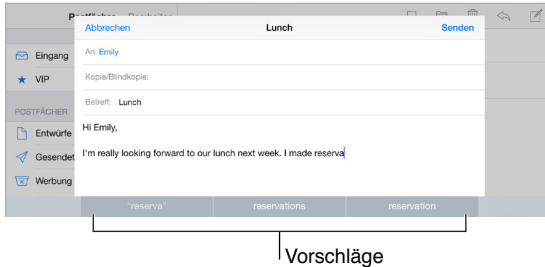 Postfächer Bearbeiten
Abbrechen Lunch Senden
An: Emily
Eingang
Kopie/Blindkopie:
VIP
Betreff: Lunch
POSTFÄCHER
Hi Emily,
Entwürfe
I'm really looking forward to our lunch next week. I made reserva
Gesendet
Werbung
"reserva" reservations reservation
Vorschläge